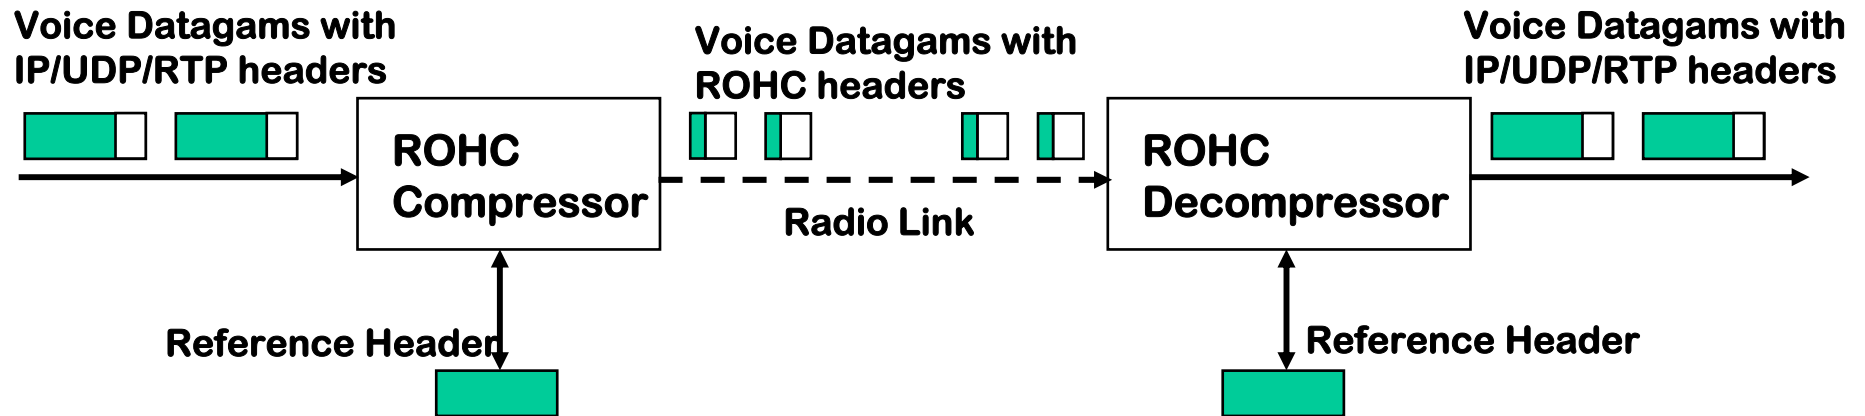 Voice Datagams with
IP/UDP/RTP headers
Voice Datagams with
ROHC headers
Voice Datagams with
IP/UDP/RTP headers
ROHC
Compressor
Radio Link
ROHC
Decompressor
Reference Header
Reference Header